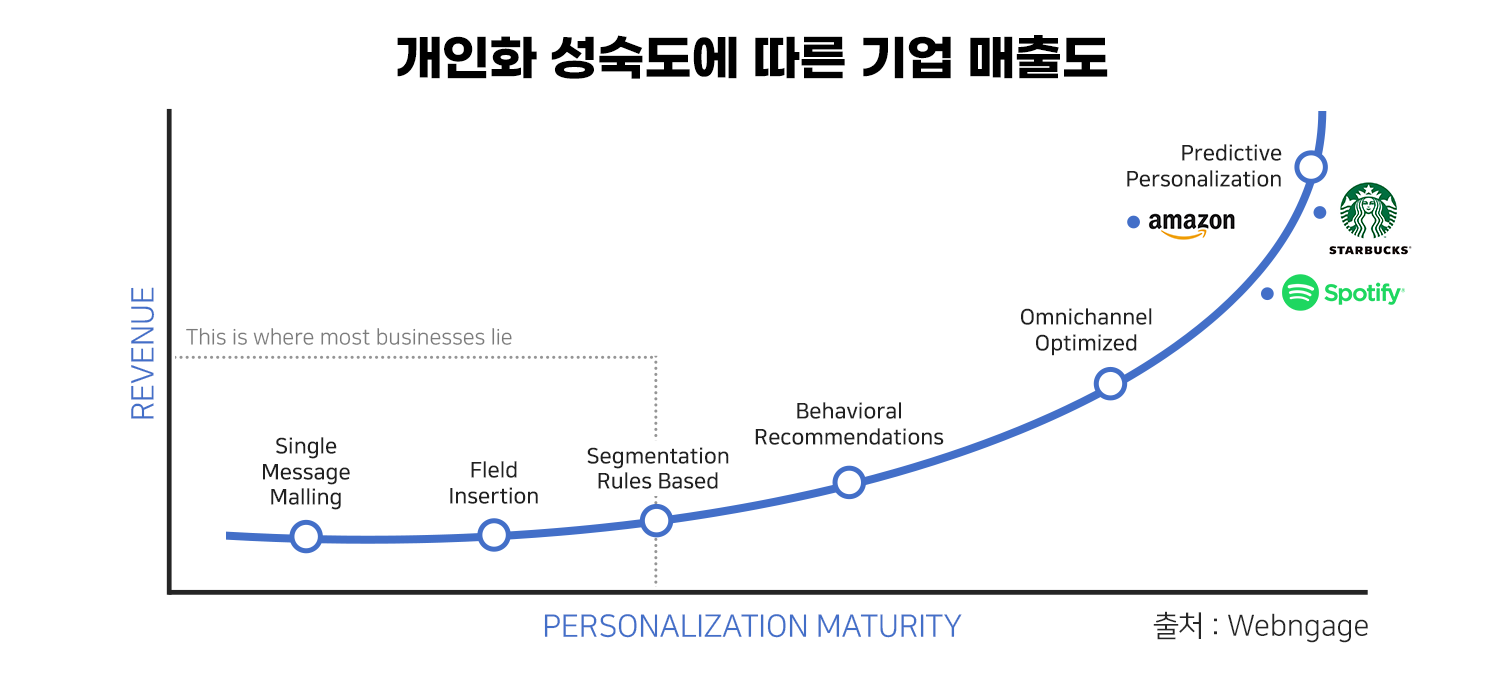 개인화 성숙도에 따른 기업 매출도
Predictive
Personalization
amazon
STARBUCKS
Spotify
Omnichannel
Optimized
This is where most businesses lie
REVENUE
Behavioral
Recommendations
Single
Message
Malling
Fleld
Insertion
Segmentation
Rules Based
PERSONALIZATION MATURITY
출처 : Webngage